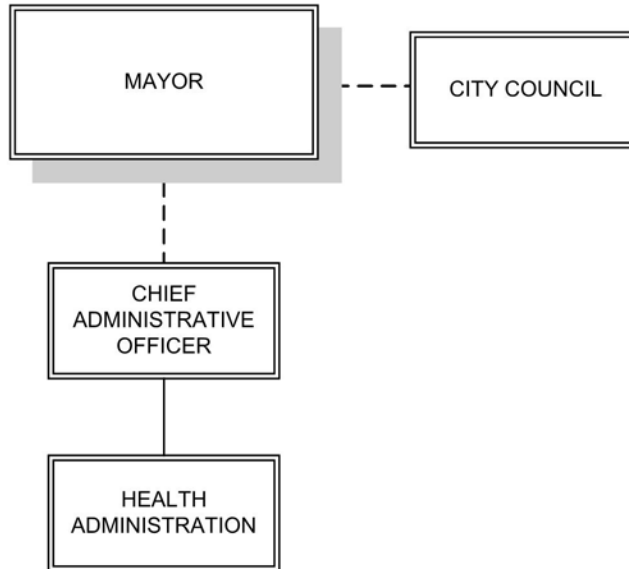 MAYOR
CITY COUNCIL
CHIEF
ADMINISTRATIVE
OFFICER
HEALTH
ADMINISTRATION